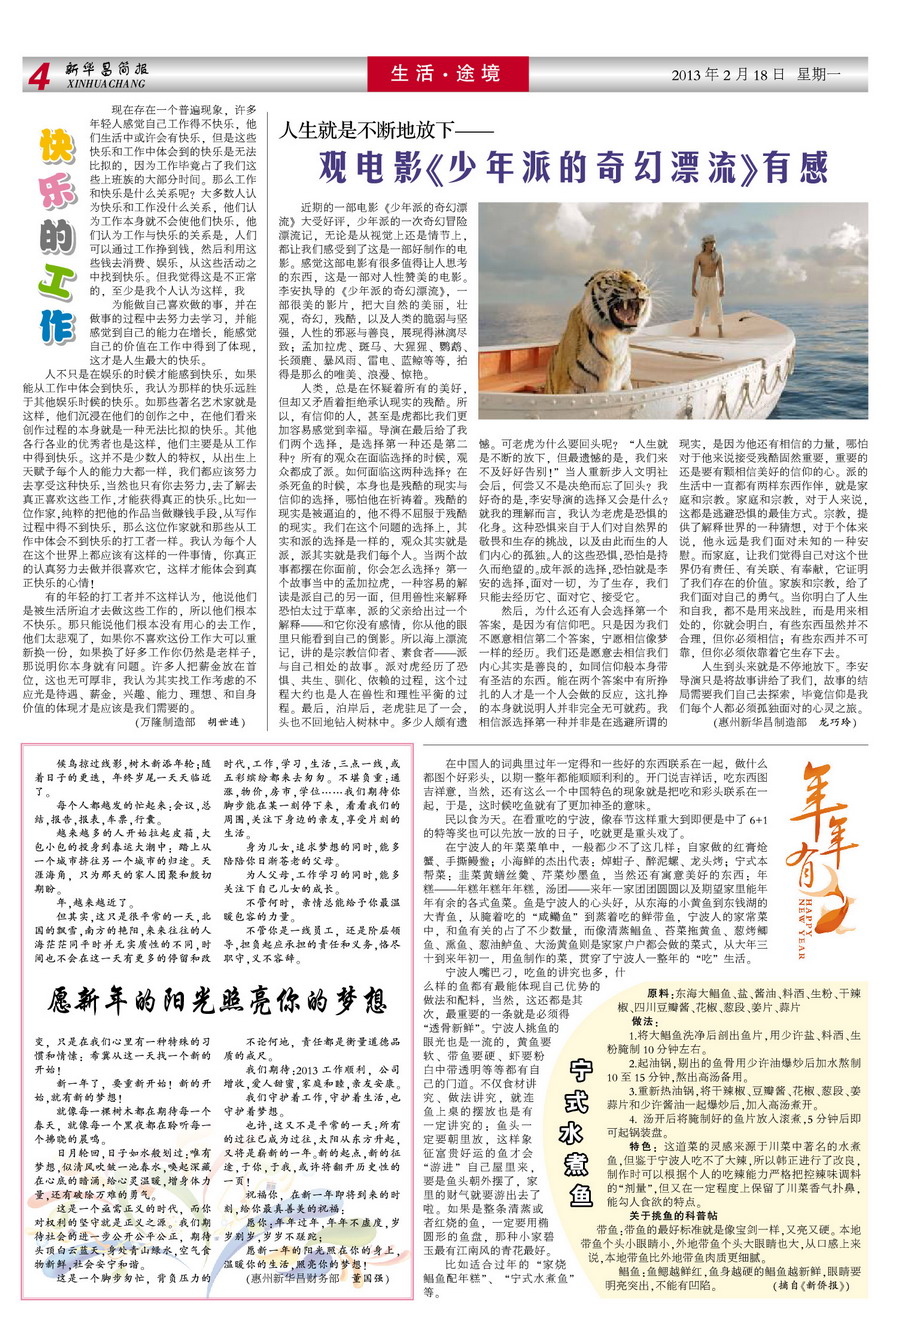 4
新华昌简报
XINHUACHANG
生活·途境
2013年2月18日 星期一
快乐的工作
现在存在一个普遍现象，许多
年轻人感觉自己工作得不快乐，他
们生活中或许会有快乐，但是这些
快乐和工作中体会到的快乐是无法
比拟的，因为工作毕竟占了我们这
些上班族的大部分时间。那么工作
和快乐是什么关系呢？大多数人认
为快乐和工作没什么关系，他们认
为工作本身就不会使他们快乐，他
们认为工作与快乐的关系是，人们
可以通过工作挣到钱，然后利用这
些钱去消费、娱乐，从这些活动之
中找到快乐。但我觉得这是不正常
的，至少是我个人认为这样，我
为能做自己喜欢做的事，并在
做事的过程中去努力去学习，并能
感觉到自己的能力在增长，能感觉
自己的价值在工作中得到了体现，
这才是人生最大的快乐。
人不只是在娱乐的时候才能感到快乐，如果
能从工作中体会到快乐，我认为那样的快乐远胜
于其他娱乐时候的快乐。如那些著名艺术家就是
这样，他们沉浸在他们的创作之中，在他们看来
创作过程的本身就是一种无法比拟的快乐。其他
各行各业的优秀者也是这样，他们主要是从工作
中得到快乐。这并不是少数人的特权，从出生上
天赋予每个人的能力大都一样，我们都应该努力
去享受这种快乐,当然也只有你去努力,去了解去
真正喜欢这些工作,才能获得真正的快乐。比如一
位作家,纯粹的把他的作品当做赚钱手段,从写作
过程中得不到快乐，那么这位作家就和那些从工
作中体会不到快乐的打工者一样。我认为每个人
在这个世界上都应该有这样的一件事情，你真正
的认真努力去做并很喜欢它，这样才能体会到真
正快乐的心情！
有的年轻的打工者并不这样认为，他说他们
是被生活所迫才去做这些工作的，所以他们根本
不快乐。那只能说他们根本没有用心的去工作，
他们太悲观了，如果你不喜欢这份工作大可以重
新换一份，如果换了好多工作你仍然是老样子，
那说明你本身就有问题。许多人把薪金放在首
位，这也无可厚非，我认为其实找工作考虑的不
应光是待遇、薪金，兴趣、能力、理想、和自身
价值的体现才是应该是我们需要的。
(万隆制造部 胡世连)
人生就是不断地放下——
观电影《少年派的奇幻漂流》有感
近期的一部电影《少年派的奇幻漂
流》大受好评，少年派的一次奇幻冒险
漂流记，无论是从视觉上还是情节上，
都让我们感受到了这是一部好制作的电
影。感觉这部电影有很多值得让人思考
的东西，这是一部对人性赞美的电影。
李安执导的《少年派的奇幻漂流》，一
部很美的影片，把大自然的美丽，壮
观，奇幻，残酷，以及人类的脆弱与坚
强，人性的邪恶与善良，展现得淋漓尽
致；孟加拉虎、斑马、大猩猩、鹦鹉、
长颈鹿、暴风雨、雷电、蓝鲸等等，拍
得是那么的唯美、浪漫、惊艳。
人类，总是在怀疑着所有的美好，
但却又矛盾着拒绝承认现实的残酷。所
以，有信仰的人，甚至是虎都比我们更
加容易感觉到幸福。导演在最后给了我
们两个选择，是选择第一种还是第二
种？所有的观众在面临选择的时候，观
众都成了派。如何面临这两种选择？在
杀死鱼的时候，本身也是残酷的现实与
信仰的选择，哪怕他在祈祷着。残酷的
现实是被逼迫的，他不得不屈服于残酷
的现实。我们在这个问题的选择上，其
实和派的选择是一样的，观众其实就是
派，派其实就是我们每个人。当两个故
事都摆在你面前，你会怎么选择？第一
个故事当中的孟加拉虎，一种容易的解
读是派自己的另一面，但用兽性来解释
恐怕太过于草率，派的父亲给出过一个
解释——和它你没有感情，你从他的眼
里只能看到自己的倒影。所以海上漂流
记，讲的是宗教信仰者、素食者——派
与自己相处的故事。派对虎经历了恐
惧、共生、驯化、依赖的过程，这个过
程大约也是人在兽性和理性平衡的过
程。最后，泊岸后，老虎驻足了一会，
头也不回地钻人树林中。多少人颇有遗
憾。可老虎为什么要回头呢？“人生就
是不断的放下，但最遗憾的是，我们来
不及好好告别！”当人重新步入文明社
会后，何尝又不是决绝而忘了回头？我
好奇的是,李安导演的选择又会是什么?
就我的理解而言，我认为老虎是恐惧的
化身。这种恐惧来自于人们对自然界的
敬畏和生存的挑战，以及由此而生的人
们内心的孤独。人的这些恐惧,恐怕是持
久而绝望的。成年派的选择,恐怕就是李
安的选择,面对一切，为了生存，我们
只能去经历它、面对它、接受它。
然后，为什么还有人会选择第一个
答案，是因为有信仰吧。只是因为我们
不愿意相信第二个答案，宁愿相信像梦
一样的经历。我们还是愿意去相信我们
内心其实是善良的，如同信仰般本身带
有圣洁的东西。能在两个答案中有所挣
扎的人才是一个人会做的反应，这扎挣
的本身就说明人并非完全无可就药。我
相信派选择第一种并非是在逃避所谓的
现实，是因为他还有相信的力量，哪怕
对于他来说接受残酷固然重要，重要的
还是要有颗相信美好的信仰的心。派的
生活中一直都有两样东西作伴，就是家
庭和宗教。家庭和宗教，对于人来说，
这都是逃避恐惧的最佳方式。宗教，提
供了解释世界的一种猜想，对于个体来
说，他永远是我们面对未知的一种安
慰。而家庭，让我们觉得自己对这个世
界仍有责任、有关联、有奉献，它证明
了我们存在的价值。家族和宗教，给了
我们面对自己的勇气。当你明白了人生
和自我，都不是用来战胜，而是用来相
处的，你就会明白，有些东西虽然并不
合理，但你必须相信；有些东西并不可
靠，但你必须依靠着它生存下去。
人生到头来就是不停地放下。李安
导演只是将故事讲给了我们，故事的结
局需要我们自己去探索，毕竟信仰是我
们每个人都必须孤独面对的心灵之旅。
(惠州新华昌制造部 龙巧玲)
候鸟掠过线影,树木新添年轮;随
着日子的更迭，年终岁尾一天天临近
了。
每个人都越发的忙起来:会议,总
结,报告,报表,车票,行囊。
越来越多的人开始拉起皮箱,大
包小包的投身到春运大潮中；踏上从
一个城市挤往另一个城市的归途。天
涯海角，只为那天的家人团聚和殷切
期盼。
年,越来越近了。
但其实,这只是很平常的一天,北
国的飘雪,南方的艳阳,来来往往的人
海茫茫同平时并无实质性的不同,时
间也不会在这一天有更多的停留和改
时代,工作,学习,生活,三点一线,或
五彩缤纷都来去匆匆。不堪负重:通
涨,物价,房市,学位……我们期待你
脚步能在某一刻停下来，看看我们的
周围,关注下身边的亲友,享受片刻的
生活。
身为儿女,追求梦想的同时,能多
陪陪你日渐苍老的父母。
为人父母,工作学习的同时,能多
关注下自己儿女的成长。
不管何时，亲情总能给予你最温
暖包容的力量。
不管你是一线员工，还是阶层领
导,担负起应承担的责任和义务,恪尽
职守,义不容辞。
愿新年的阳光照亮你的梦想
变，只是在我们心里有一种特殊的习
惯和情愫；希冀从这一天找一个新的
开始！
新一年了，要重新开始！新的开
始,就有新的梦想！
就像每一棵树木都在期待每一个
春天，就像每一个黑夜都在聆听每一
个拂晓的晨鸣。
日月轮回,日子如水般划过;唯有
梦想,似清风吹皱一池春水,唤起深藏
在心底的暗涌,给心灵温暖,增身体力
量,还有破除万难的勇气。
这是一个亟需正义的时代，而你
对权利的坚守就是正义之源。我们期
待社会前进一步公开公平公正，期待
头顶白云蓝天,身处青山绿水,空气食
物新鲜,社会安宁和谐。
这是一个脚步匆忙，背负压力的
不论何地，责任都是衡量道德品
质的戒尺。
我们期待:2013工作顺利，公司
增收,爱人甜蜜,家庭和睦,亲友安康。
我们守护着工作,守护着生活,也
守护着梦想。
也许,这又不是平常的一天:所有
的过往已成为过往,太阳从东方升起,
又将是崭新的一年。新的起点,新的征
途,于你,于我,或许将翻开历史性的
一页！
祝福你，在新一年即将到来的时
刻,给你最真善美的祝福：
愿你:年年过年,年年不虚度,岁
岁别岁,岁岁不蹉跎；
愿新一年的阳光照在你的身上,
温暖你的生活,照亮你的梦想！
(惠州新华昌财务部 董国强)
在中国人的词典里过年一定得和一些好的东西联系在一起，做什么
都图个好彩头，以期一整年都能顺顺利利的。开门说吉祥话，吃东西图
吉祥意，当然，还有这么一个中国特色的现象就是把吃和彩头联系在一
起，于是，这时候吃鱼就有了更加神圣的意味。
民以食为天。在看重吃的宁波，像春节这样重大到即便是中了6+1
的特等奖也可以先放一放的日子，吃就更是重头戏了。
在宁波人的年菜菜单中，一般都少不了这几样：自家做的红膏炝
蟹、手撕鳗鲞；小海鲜的杰出代表：焯蚶子、醉泥螺、龙头烤；宁式本
帮菜：韭菜黄鳝丝羹、芹菜炒墨鱼，当然还有寓意美好的东西；年
糕——年糕年糕年年糕，汤团——来年一家团团圆圆以及期望家里能年
年有余的各式鱼菜。鱼是宁波人的心头好，从东海的小黄鱼到东钱湖的
大青鱼，从腌着吃的“咸鳓鱼”到蒸着吃的鲜带鱼，宁波人的家常菜
中，和鱼有关的占了不少数量，而像清蒸鲳鱼、苔菜拖黄鱼、葱烤鲫
鱼、熏鱼、葱油鲈鱼、大汤黄鱼则是家家户户都会做的菜式，从大年三
十到来年初一，用鱼制作的菜，贯穿了宁波人一整年的“吃”生活。
宁波人嘴巴刁，吃鱼的讲究也多，什
么样的鱼都有最能体现自己优势的
做法和配料，当然，这还都是其
次，最重要的一条就是必须得
“透骨新鲜”。宁波人挑鱼的
眼光也是一流的，黄鱼要
软、带鱼要硬、虾要粉
白中带透明等等都有自
己的门道。不仅食材讲
究、做法讲究，就连
鱼上桌的摆放也是有
一定讲究的：鱼头一
定要朝里放，这样象
征富贵好运的鱼才会
“游进”自己屋里来，
要是鱼头朝外摆了，家
里的财气就要游出去了
啦。如果是整条清蒸或
者红烧的鱼，一定要用椭
圆形的鱼盘，那种小家碧
玉最有江南风的青花最好。
比如适合过年的“家烧
鲳鱼配年糕”、“宁式水煮鱼”
等。
年年有
HAPPY
NEW YEAR
宁式水煮鱼
原料:东海大鲳鱼、盐、酱油、料酒、生粉、干辣
椒、四川豆瓣酱、花椒、葱段、姜片、蒜片
做法：
1.将大鲳鱼洗净后剖出鱼片,用少许盐、料酒、生
粉腌制10分钟左右。
2.起油锅,剔出的鱼骨用少许油爆炒后加水熬制
10至15分钟,熬出高汤备用。
3.重新热油锅,将干辣椒、豆瓣酱、花椒、葱段、姜
蒜片和少许酱油一起爆炒后,加入高汤煮开。
4. 汤开后将腌制好的鱼片放入滚煮,5分钟后即
可起锅装盘。
特色：这道菜的灵感来源于川菜中著名的水煮
鱼,但鉴于宁波人吃不了大辣,所以韩正进行了改良,
制作时可以根据个人的吃辣能力严格把控辣味调料
的“剂量”,但又在一定程度上保留了川菜香气扑鼻,
能勾人食欲的特点。
关于挑鱼的科普帖
带鱼:带鱼的最好标准就是像宝剑一样,又亮又硬。本地
带鱼个头小眼睛小,外地带鱼个头大眼睛也大,从口感上来
说,本地带鱼比外地带鱼肉质更细腻。
鲳鱼:鱼鳃越鲜红,鱼身越硬的鲳鱼越新鲜,眼睛要
明亮突出,不能有凹陷。 (摘自《新侨报》)